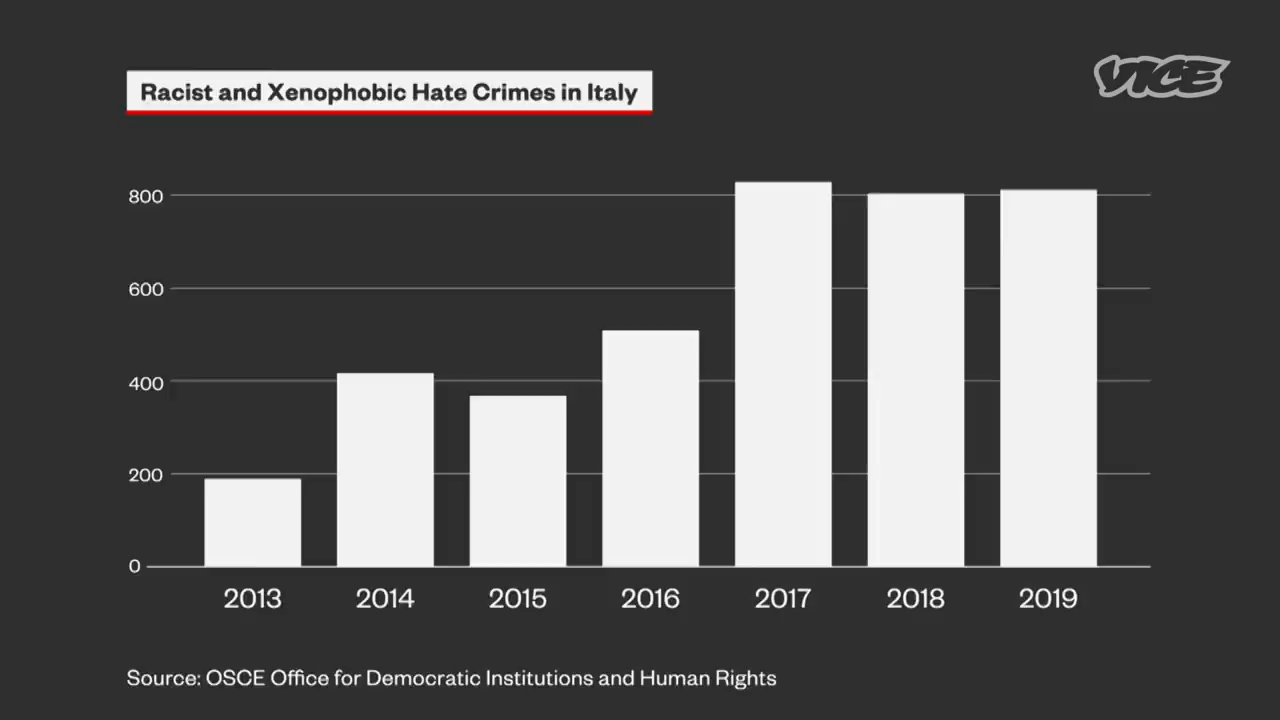 Racist and Xenophobic Hate Crimes in Italy
VICE
800
600
400
200
0
2013 2014 2015 2016 2017 2018 2019
Source: OSCE Office for Democratic Institutions and Human Rights